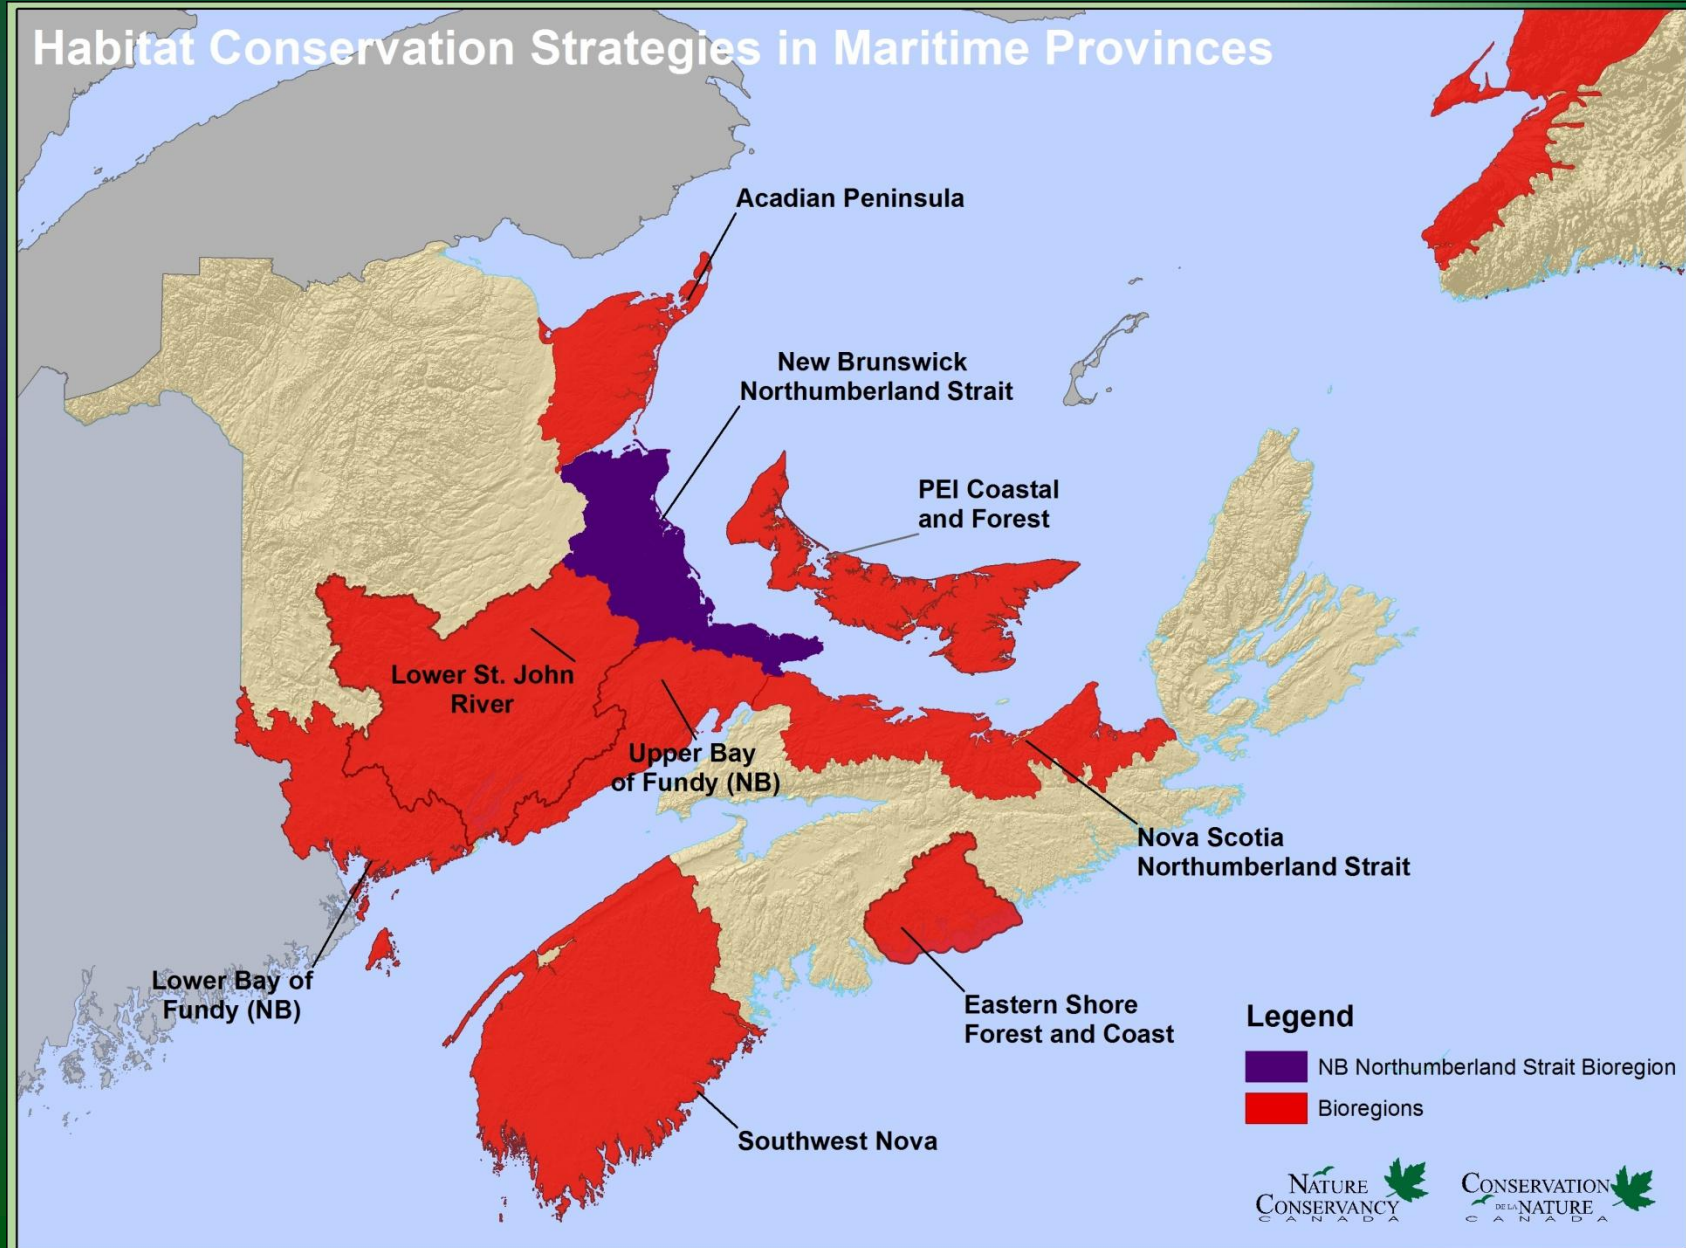 Habitat Conservation Strategies in Maritime Provinces
Acadian Peninsula
New Brunswick
Northumberland Strait
PEI Coastal
and Forest
Lower St. John
River
Upper Bay
of Fundy (NB)
Nova Scotia
Northumberland Strait
Lower Bay of
Fundy (NB)
Eastern Shore
Forest and Coast
Southwest Nova
Legend
NB Northumberland Strait Bioregion
Bioregions
NATURE
CONSERVANCY
CANADA
CONSERVATION
DE LA NATURE
CANADA